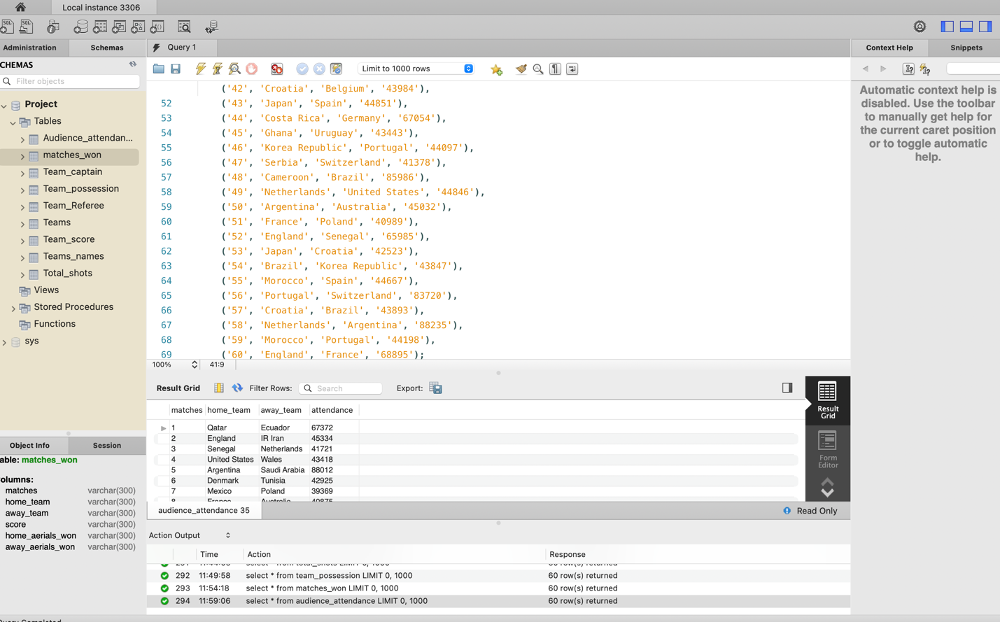 Local instance 3306
Administration
Schemas
Query 1
Context Help
Snippets
CHEMAS
Filter objects
Project
Tables
Audience_attendan...
matches_won
Team_captain
Team_possession
Team_Referee
Teams
Team_score
Teams_names
Total_shots
Views
Stored Procedures
Functions
sys
Object Info
Session
able: matches_won
olumns:
matches varchar(300)
home_team varchar(300)
away_team varchar(300)
score varchar(300)
home_aerials_won varchar(300)
away_aerials_won varchar(300)
Limit to 1000 rows
('42', 'Croatia', 'Belgium', '43984'),
52 ('43', 'Japan', 'Spain', '44851'),
53 ('44', 'Costa Rica', 'Germany', '67054'),
54 ('45', 'Ghana', 'Uruguay', '43443'),
55 ('46', 'Korea Republic', 'Portugal', '44097'),
56 ('47', 'Serbia', 'Switzerland', '41378'),
57 ('48', 'Cameroon', 'Brazil', '85986'),
58 ('49', 'Netherlands', 'United States', '44846'),
59 ('50', 'Argentina', 'Australia', '45032'),
60 ('51', 'France', 'Poland', '40989'),
61 ('52', 'England', 'Senegal', '65985'),
62 ('53', 'Japan', 'Croatia', '42523'),
63 ('54', 'Brazil', 'Korea Republic', '43847'),
64 ('55', 'Morocco', 'Spain', '44667'),
65 ('56', 'Portugal', 'Switzerland', '83720'),
66 ('57', 'Croatia', 'Brazil', '43893'),
67 ('58', 'Netherlands', 'Argentina', '88235'),
68 ('59', 'Morocco', 'Portugal', '44198'),
69 ('60', 'England', 'France', '68895');
100% 41:9
Result Grid Filter Rows: Search Export:
matches home_team away_team attendance
1 Qatar Ecuador 67372
2 England IR Iran 45334
3 Senegal Netherlands 41721
4 United States Wales 43418
5 Argentina Saudi Arabia 88012
6 Denmark Tunisia 42925
7 Mexico Poland 39369
8 France Australia 40875
Result
Grid
Form
Editor
audience_attendance 35
Read Only
Action Output
Time Action Response
291 select * from total_shots LIMIT 0, 1000 60 row(s) returned
292 11:49:58 select * from team_possession LIMIT 0, 1000 60 row(s) returned
293 11:54:18 select * from matches_won LIMIT 0, 1000 60 row(s) returned
294 11:59:06 select * from audience_attendance LIMIT 0, 1000 60 row(s) returned
Automatic context help is
disabled. Use the toolbar
to manually get help for
the current caret position
or to toggle automatic
help.
Query Completed